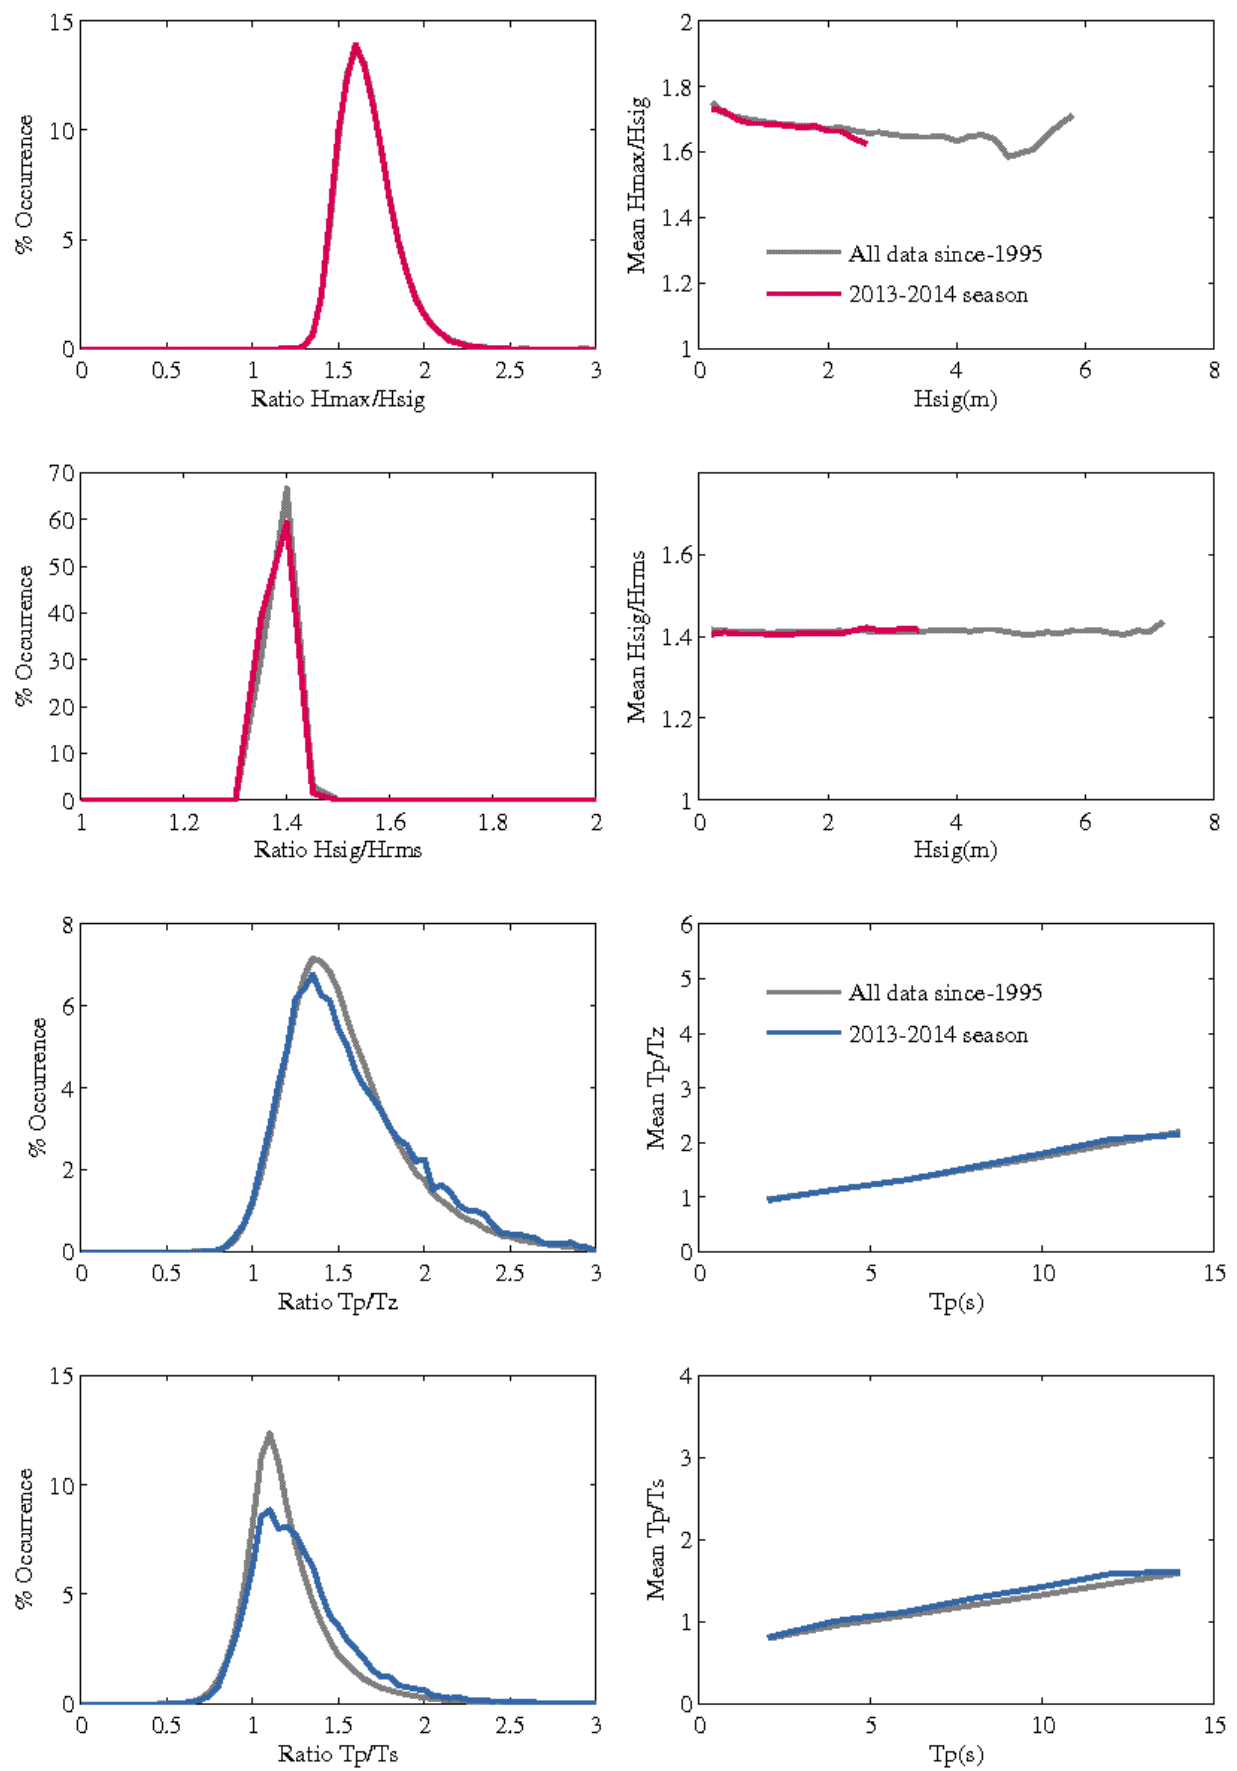 15
10
5
0
% Occurrence
0 0.5 1 1.5 2 2.5 3
Ratio Hmax/Hsig
2
1.8
1.6
1.4
1.2
1
Mean Hmax/Hsig
All data since-1995
2013-2014 season
0 2 4 6 8
Hsig(m)
70
60
50
40
30
20
10
0
% Occurrence
1 1.2 1.4 1.6 1.8 2
Ratio Hsig/Hrms
1.6
1.4
1.2
1
Mean Hsig/Hrms
0 2 4 6 8
Hsig(m)
8
6
4
2
0
% Occurrence
0 0.5 1 1.5 2 2.5 3
Ratio Tp/Tz
6
5
4
3
2
1
0
Mean Tp/Tz
All data since-1995
2013-2014 season
0 5 10 15
Tp(s)
15
10
5
0
% Occurrence
0 0.5 1 1.5 2 2.5 3
Ratio Tp/Ts
4
3
2
1
0
Mean Tp/Ts
0 5 10 15
Tp(s)